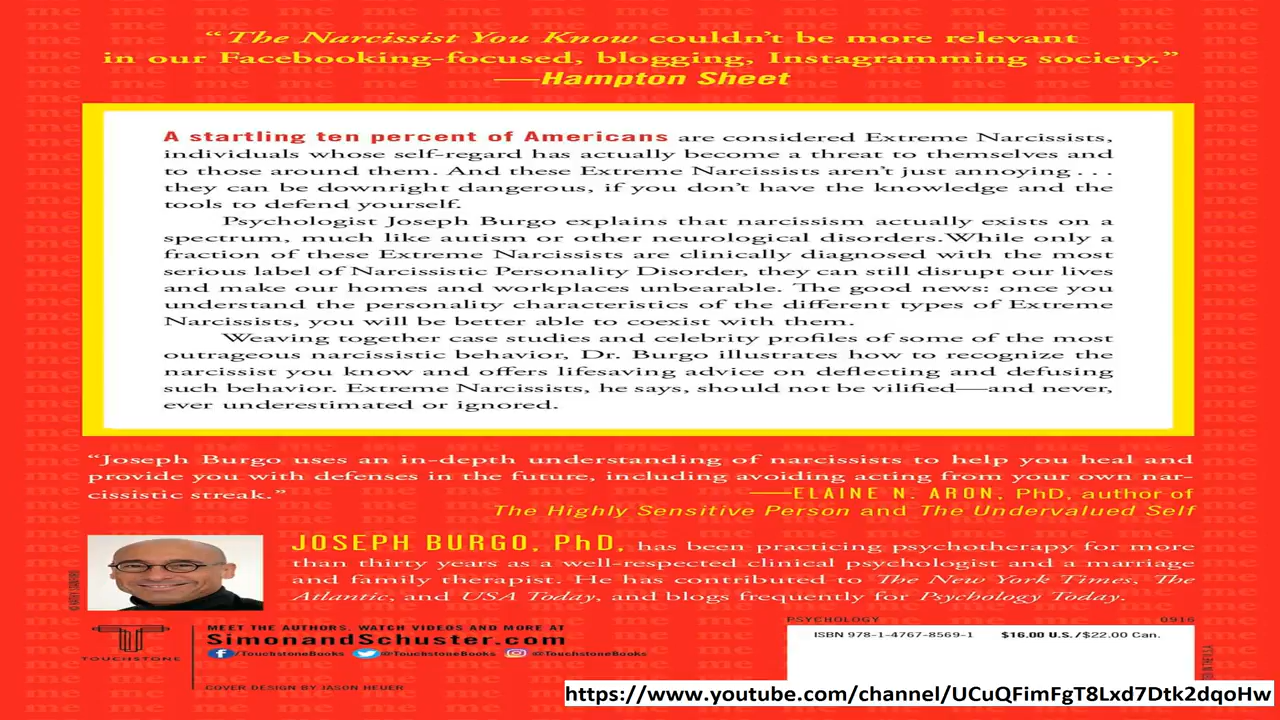 “The Narcissist You Know couldn’t be more relevant
in our Facebooking-focused, blogging, Instagramming society.”
—Hampton Sheet
A startling ten percent of Americans are considered Extreme Narcissists,
individuals whose self-regard has actually become a threat to themselves and
to those around them. And these Extreme Narcissists aren’t just annoying . . .
they can be downright dangerous, if you don’t have the knowledge and the
tools to defend yourself.
Psychologist Joseph Burgo explains that narcissism actually exists on a
spectrum, much like autism or other neurological disorders. While only a
fraction of these Extreme Narcissists are clinically diagnosed with the most
serious label of Narcissistic Personality Disorder, they can still disrupt our lives
and make our homes and workplaces unbearable. The good news: once you
understand the personality characteristics of the different types of Extreme
Narcissists, you will be better able to coexist with them.
Weaving together case studies and celebrity profiles of some of the most
outrageous narcissistic behavior, Dr. Burgo illustrates how to recognize the
narcissist you know and offers lifesaving advice on deflecting and defusing
such behavior. Extreme Narcissists, he says, should not be vilified—and never,
ever underestimated or ignored.
“Joseph Burgo uses an in-depth understanding of narcissists to help you heal and
provide you with defenses in the future, including avoiding acting from your own nar-
cissistic streak.”
—ELAINE N. ARON, PhD, author of
The Highly Sensitive Person and The Undervalued Self
JOSEPH BURGO, PhD, has been practicing psychotherapy for more
than thirty years as a well-respected clinical psychologist and a marriage
and family therapist. He has contributed to The New York Times, The
Atlantic, and USA Today, and blogs frequently for Psychology Today.
MEET THE AUTHORS, WATCH VIDEOS AND MORE AT
SimonandSchuster.com
/TouchstoneBooks @TouchstoneBooks @TouchstoneBooks
TOUCHSTONE
COVER DESIGN BY JASON HEUER
PSYCHOLOGY 0916
ISBN 978-1-4767-8569-1 $16.00 U.S./$22.00 Can.
https://www.youtube.com/channel/UCuQFimFgT8Lxd7Dtk2dqoHw